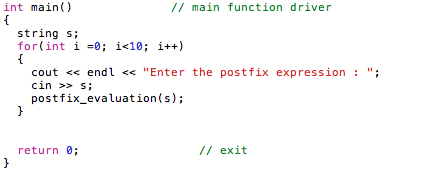 int main()               // main function driver
{
  string s;
  for(int i =0; i<10; i++)
  {
    cout << endl << "Enter the postfix expression : ";
    cin >> s;
    postfix_evaluation(s);
  }
  return 0;                  // exit
}